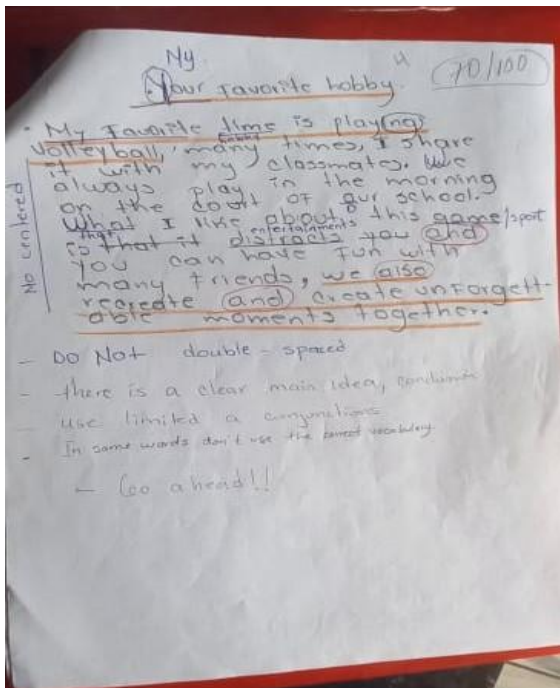 My
Your favorite hobby.
70/100
• My favorite time is playing
hobby
volleyball, many times, I share
it with my classmates. We
always play in the morning
on the court of our school.
What I like about this game/sport
is that it distracts you and
entertainments
you can have fun with
many friends, we also
recreate and create unforgett-
able moments together.
No centered
- Do Not double-spaced
- there is a clear main idea, conclusion
- use limited a conjunctions
- In some words don't use the correct vocabulary
- Go ahead!!